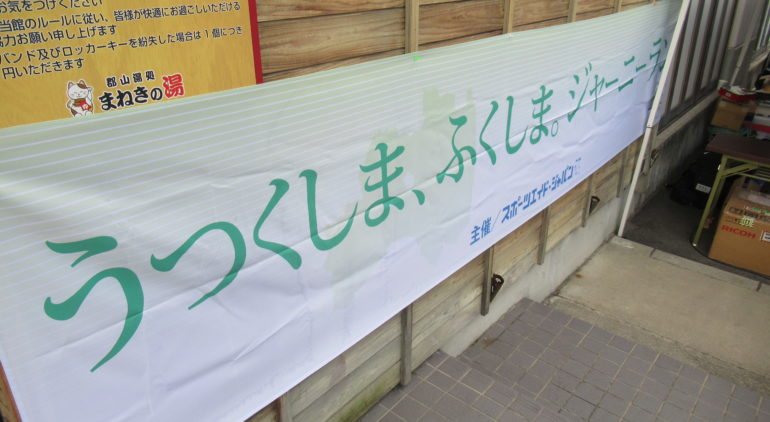 お気をつけください
当館のルールに従い、皆様が快適にお過ごしいただける
協力お願い申し上げます
バンド及びロッカーキーを紛失した場合は1個につき
円いただきます
郡山湯処
まねきの湯
うつくしま、ふくしま。ジャーニーラン
主催／スポーツエイド・ジャパン
RICOH